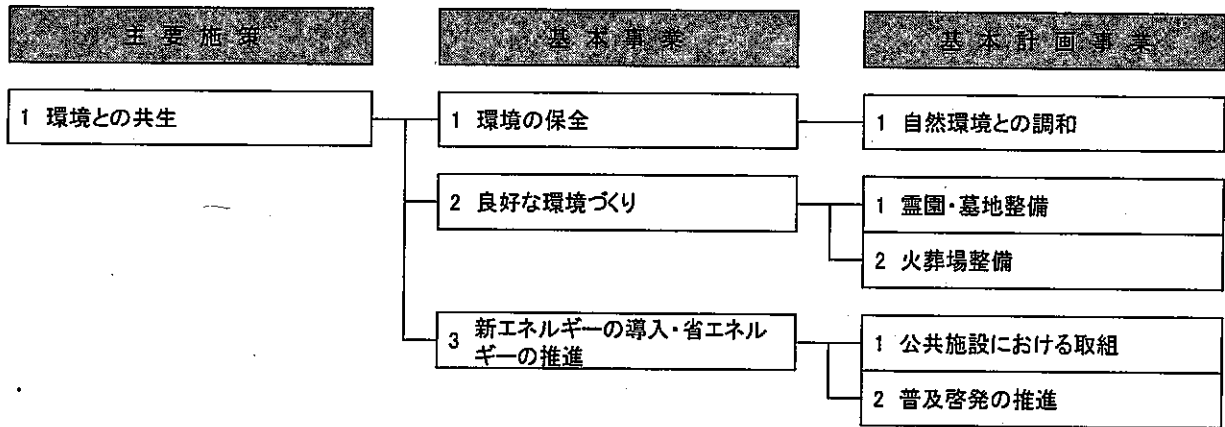 主要施策
基本事業
基本計画事業
1 環境との共生
1 環境の保全
1 自然環境との調和
2 良好な環境づくり
1 霊園・墓地整備
2 火葬場整備
3 新エネルギーの導入・省エネル
ギーの推進
1 公共施設における取組
2 普及啓発の推進